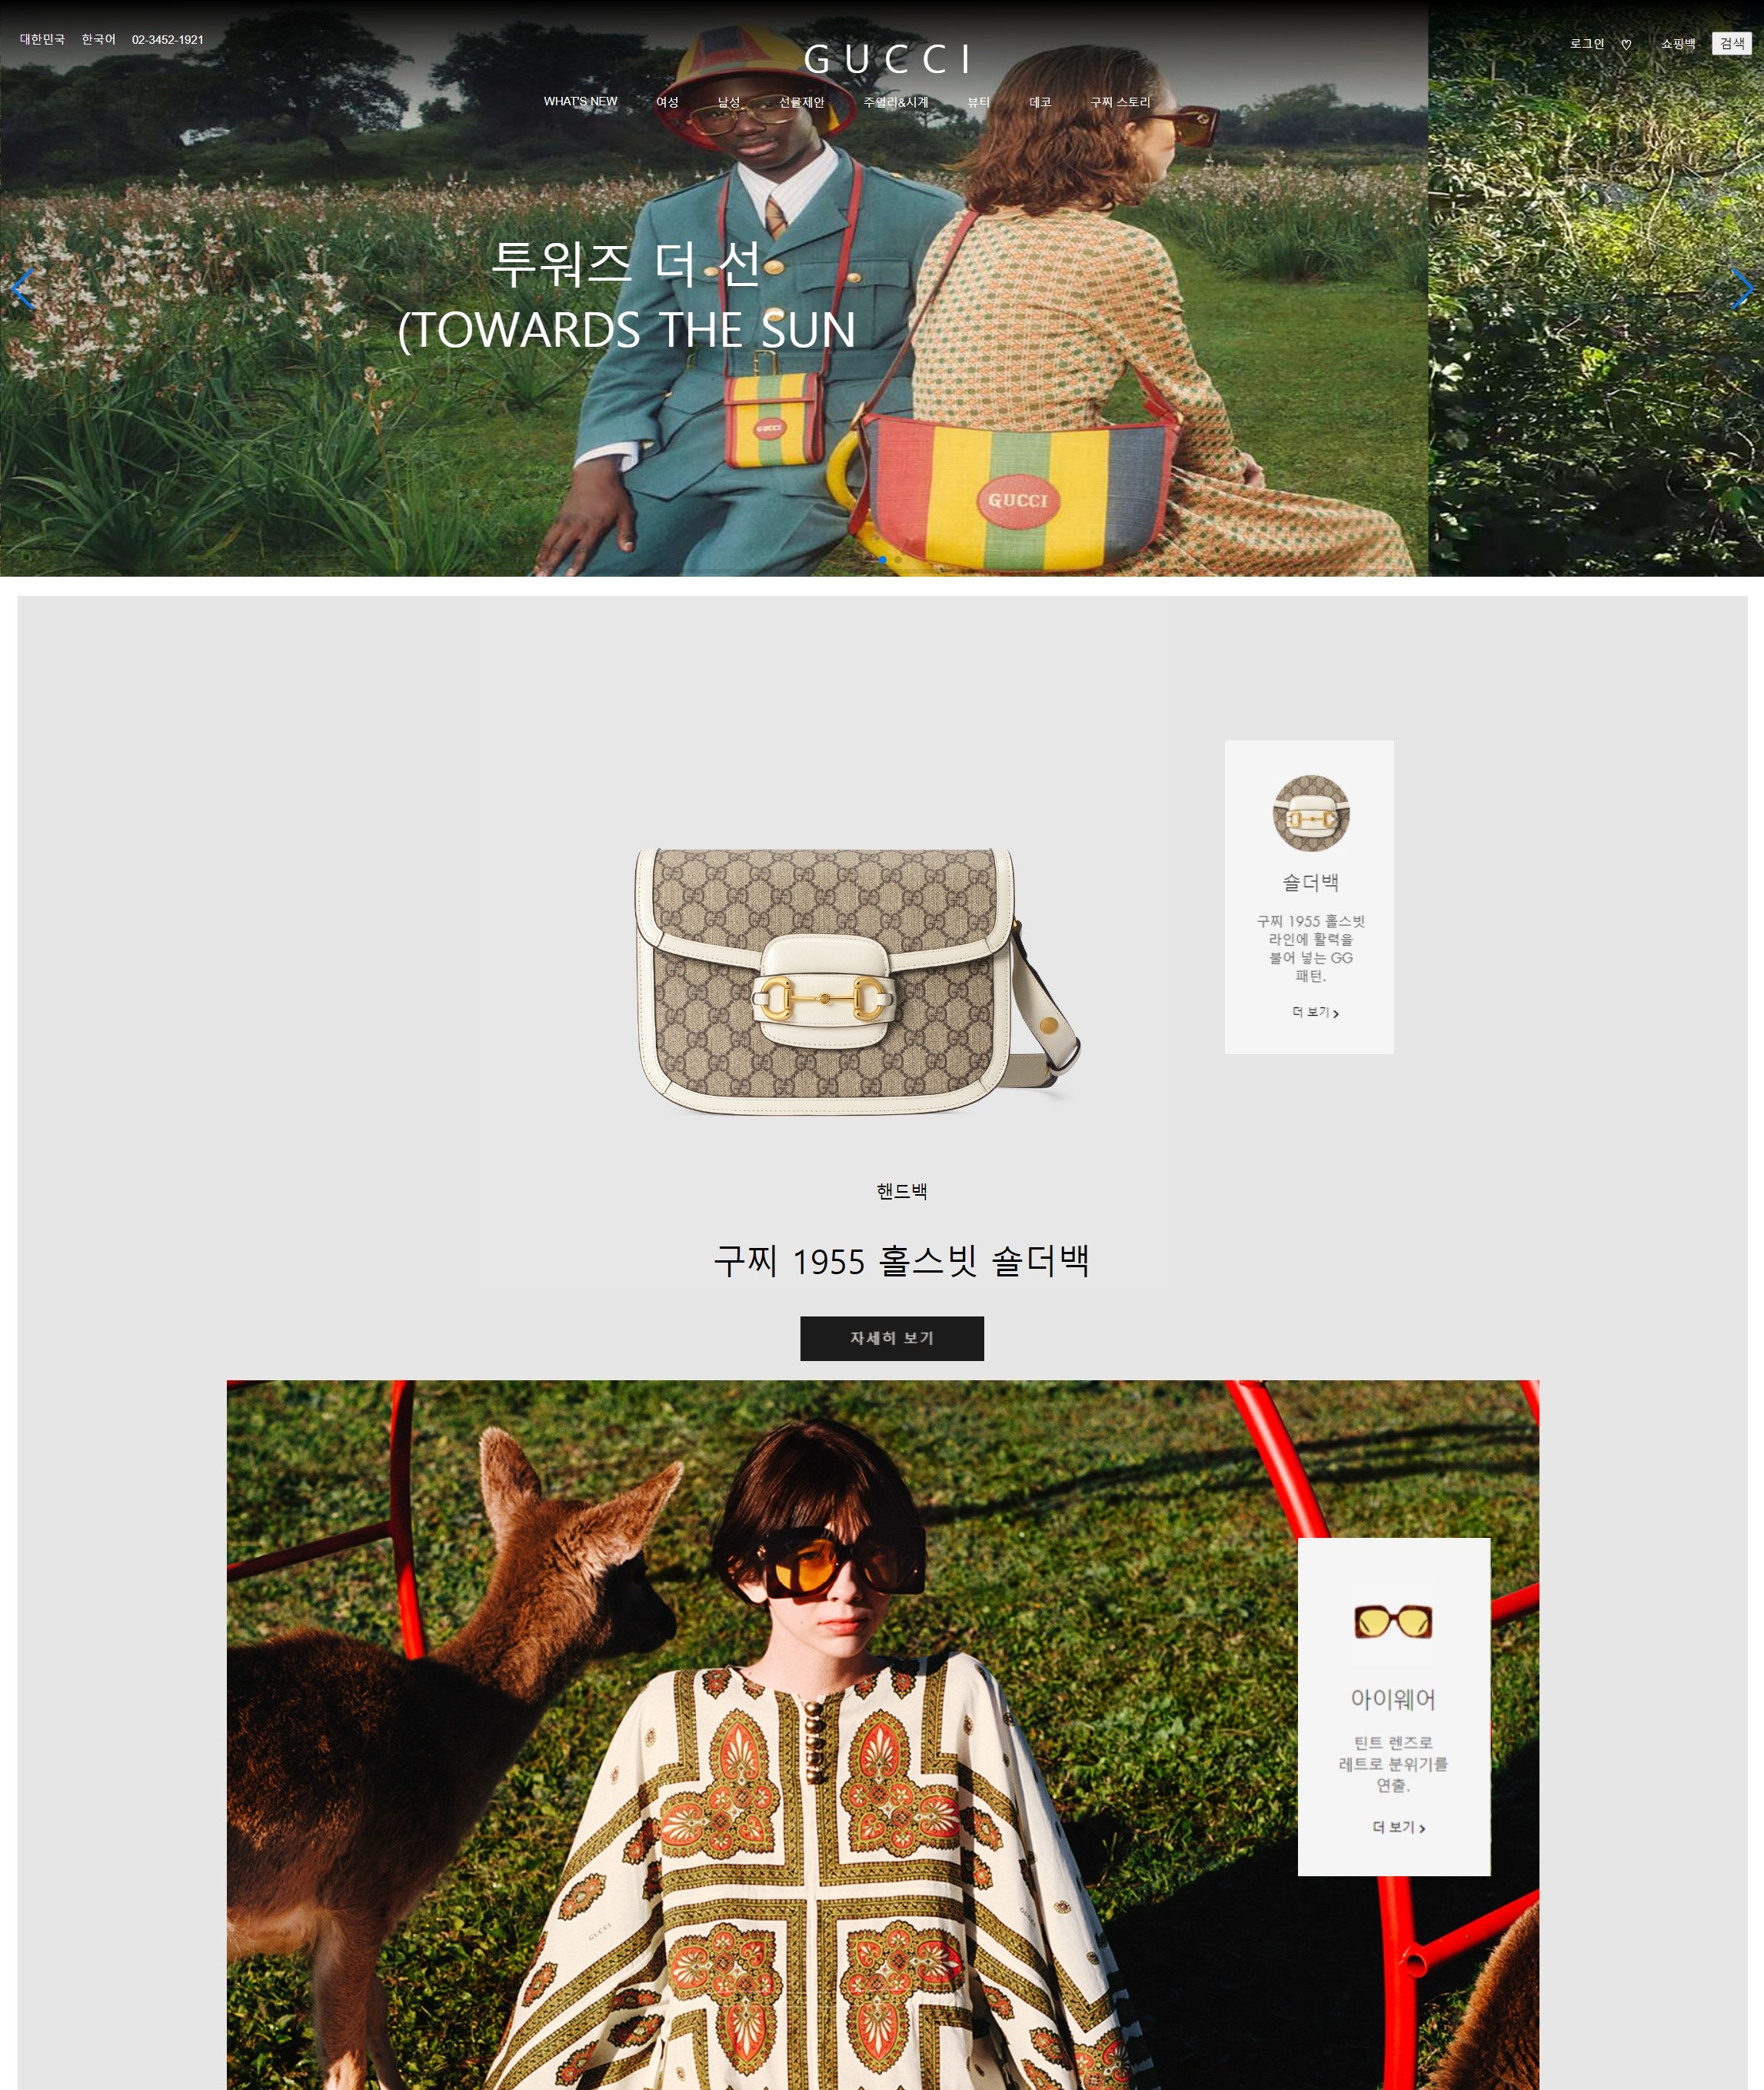 대한민국 한국어 02-3452-1921
GUCCI
로그인 쇼핑백 검색
WHAT'S NEW 여성 남성 선물제안 주얼리&시계 뷰티 데코 구찌 스토리
투워즈 더 선
(TOWARDS THE SUN
GUCCI
GUCCI
숄더백
구찌 1955 홀스빗
라인에 활력을
불어 넣는 GG
패턴.
더 보기
핸드백
구찌 1955 홀스빗 숄더백
자세히 보기
아이웨어
틴트 렌즈로
레트로 분위기를
연출.
더 보기
GUCCI
GUCCI